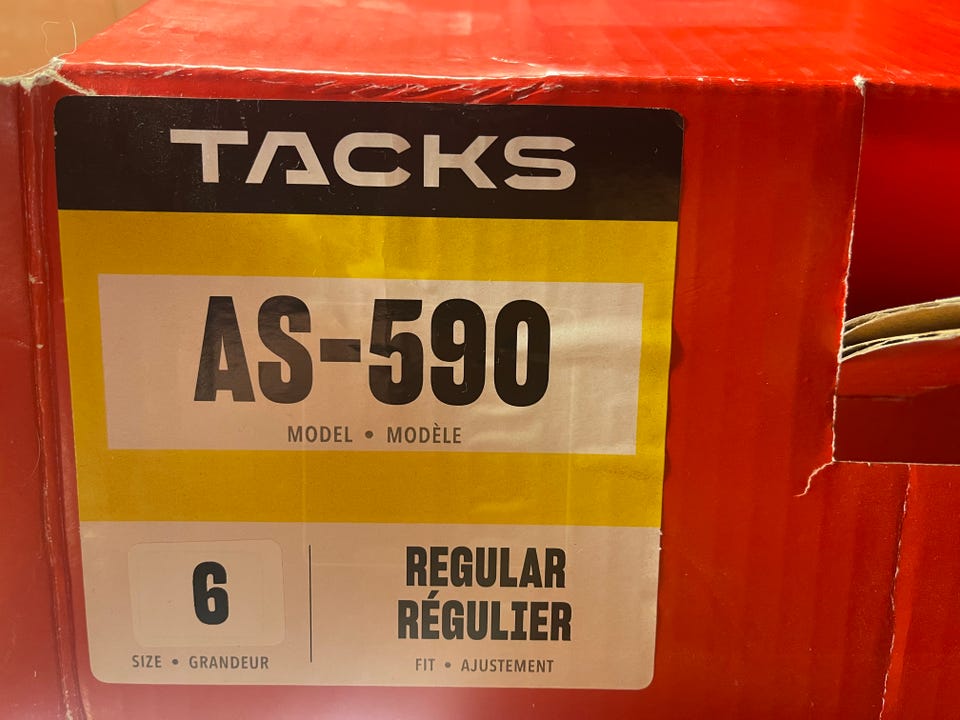 TACKS
AS-590
MODEL • MODÈLE
6
SIZE • GRANDEUR
REGULAR
RÉGULIER
FIT • AJUSTEMENT